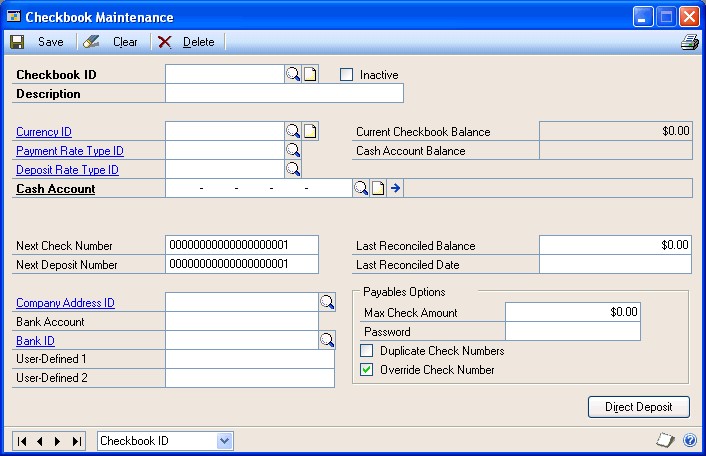 Checkbook Maintenance
Save Clear Delete
Checkbook ID Inactive
Description
Currency ID Current Checkbook Balance $0.00
Payment Rate Type ID Cash Account Balance
Deposit Rate Type ID
Cash Account - - - -
Next Check Number 00000000000000000001 Last Reconciled Balance $0.00
Next Deposit Number 00000000000000000001 Last Reconciled Date
Company Address ID Payables Options
Bank Account Max Check Amount $0.00
Bank ID Password
User-Defined 1 Duplicate Check Numbers
User-Defined 2 Override Check Number
Direct Deposit
Checkbook ID